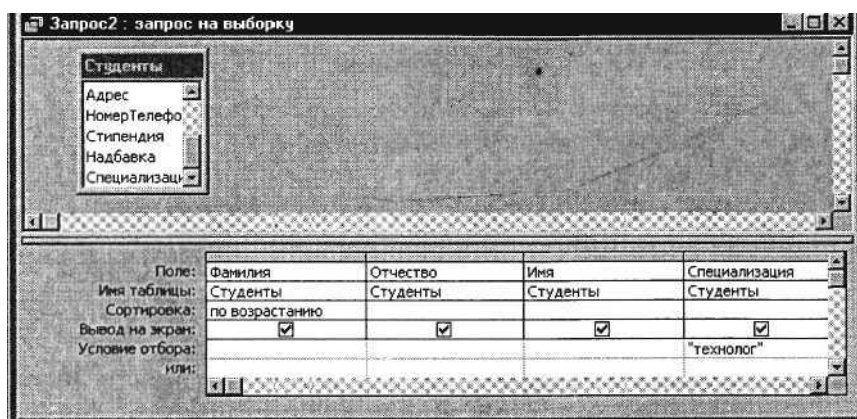 Запрос2 : запрос на выборку
Студенты
Адрес
НомерТелефо
Стипендия
Надбавка
Специализаци
Поле: Фамилия Отчество Имя Специализация
Имя таблицы: Студенты Студенты Студенты Студенты
Сортировка: по возрастанию
Вывод на экран:
Условие отбора: "технолог"
или: